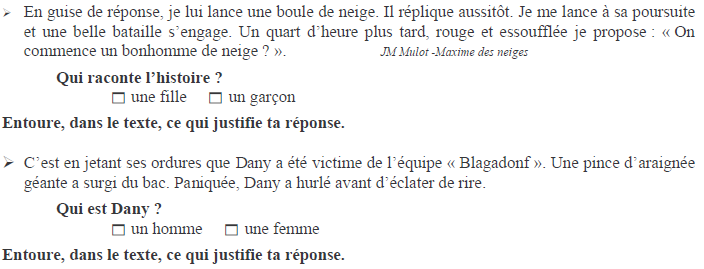 ➢ En guise de réponse, je lui lance une boule de neige. Il réplique aussitôt. Je me lance à sa poursuite
et une belle bataille s’engage. Un quart d’heure plus tard, rouge et essoufflée je propose : « On
commence un bonhomme de neige ? ». JM Mulot -Maxime des neiges
Qui raconte l’histoire ?
☐ une fille ☐ un garçon
Entoure, dans le texte, ce qui justifie ta réponse.
➢ C’est en jetant ses ordures que Dany a été victime de l’équipe « Blagadonf ». Une pince d’araignée
géante a surgi du bac. Paniquée, Dany a hurlé avant d’éclater de rire.
Qui est Dany ?
☐ un homme ☐ une femme
Entoure, dans le texte, ce qui justifie ta réponse.